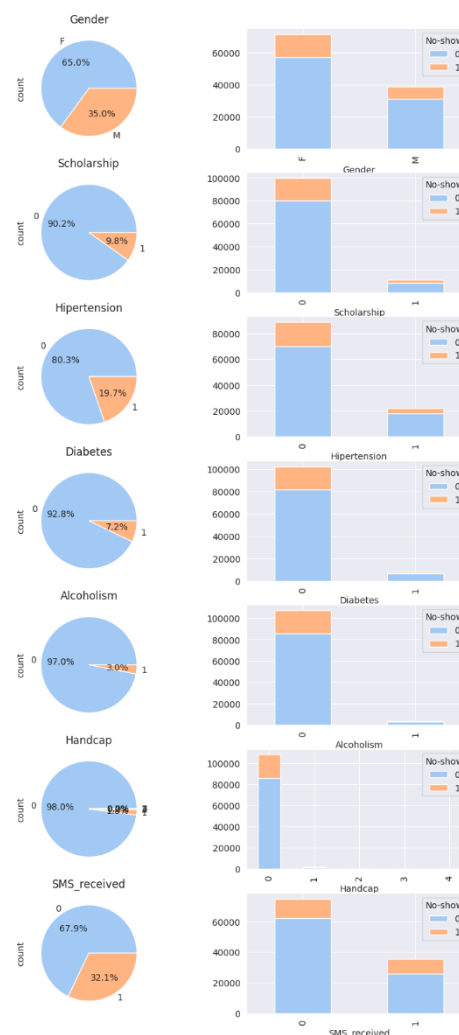 Gender
F
65.0%
35.0%
M
count
60000
40000
20000
0
No-show
0
1
F
M
Gender
Scholarship
0
90.2%
9.8%
1
count
100000
80000
60000
40000
20000
0
No-show
0
1
0
1
Scholarship
Hipertension
0
80.3%
19.7%
1
count
80000
60000
40000
20000
0
No-show
0
1
0
1
Hipertension
Diabetes
0
92.8%
7.2%
1
count
100000
80000
60000
40000
20000
0
No-show
0
1
0
1
Diabetes
Alcoholism
0
97.0%
3.0%
1
count
100000
80000
60000
40000
20000
0
No-show
0
1
0
1
Alcoholism
Handcap
0
98.0%
1
count
100000
80000
60000
40000
20000
0
No-show
0
1
0
1
2
3
4
Handcap
SMS_received
0
67.9%
32.1%
1
count
60000
40000
20000
0
No-show
0
1
0
1
SMS_received